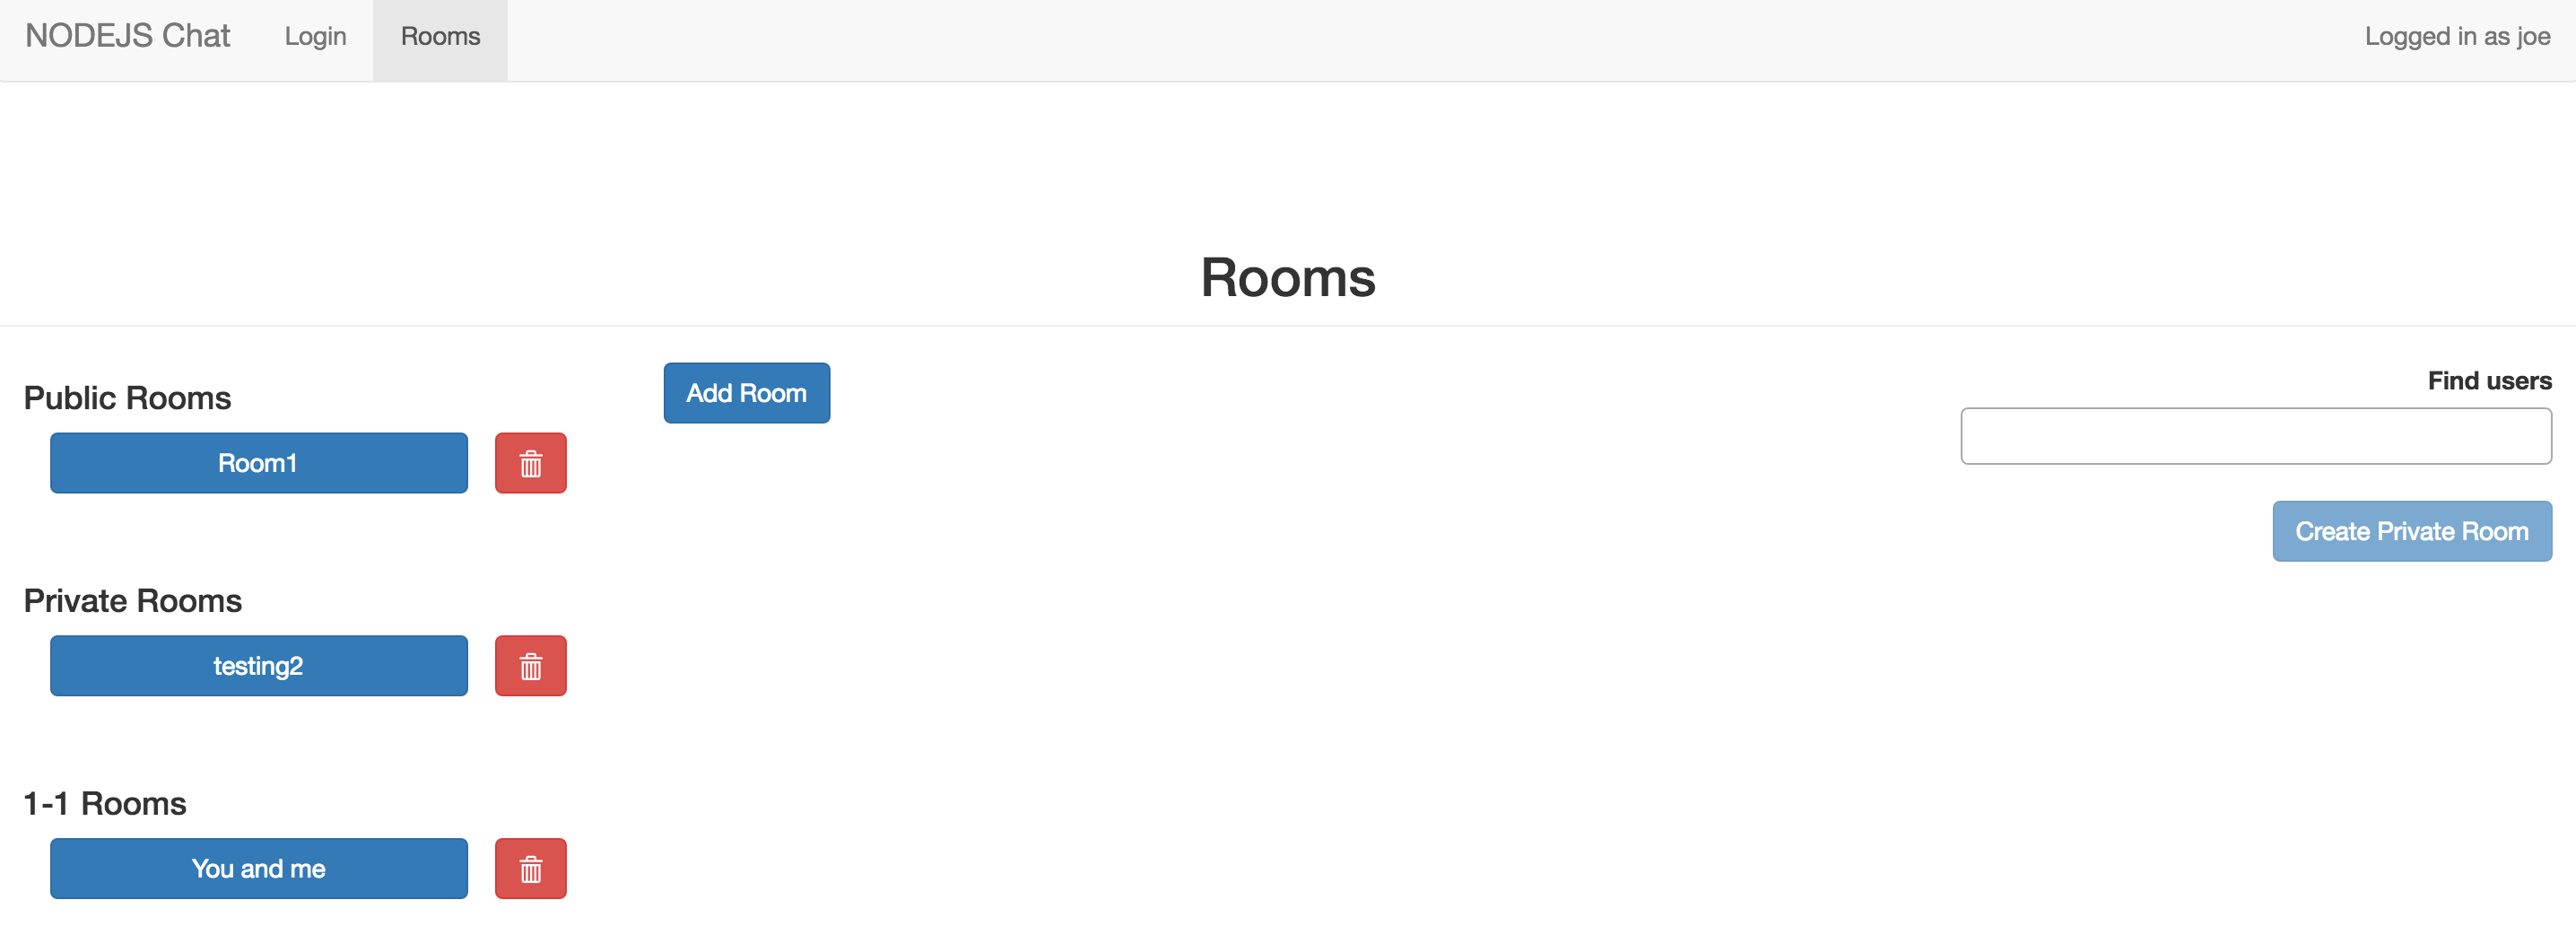 NODEJS Chat Login Rooms Logged in as joe
Rooms
Public Rooms
Room1
Add Room
Find users
Create Private Room
Private Rooms
testing2
1-1 Rooms
You and me